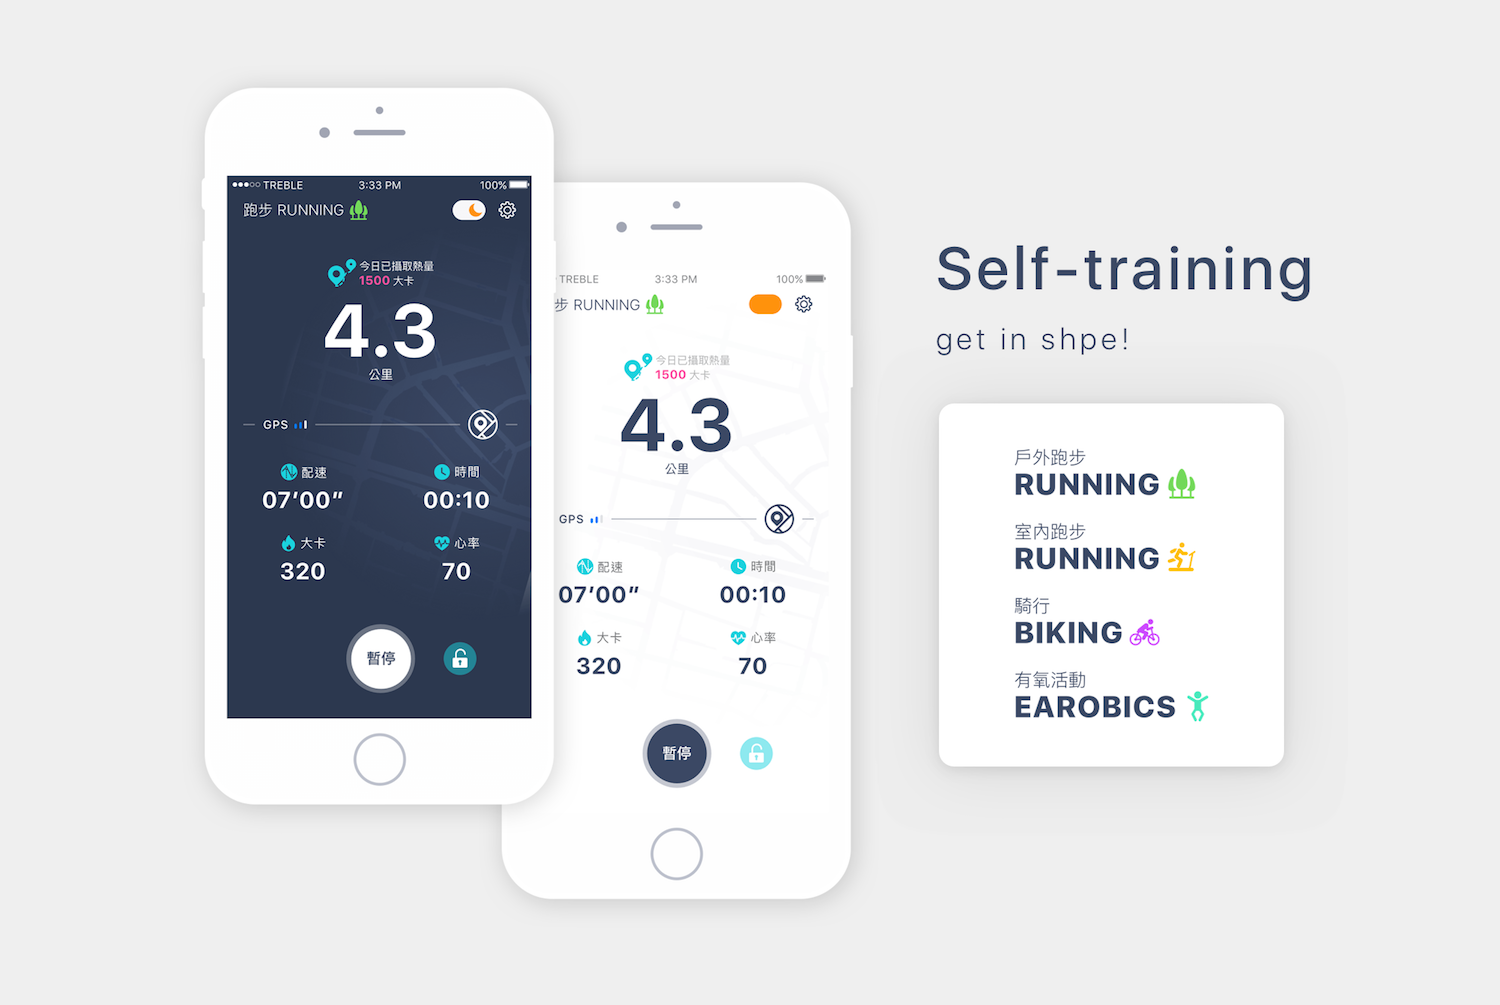 TREBLE 3:33 PM 100%
跑步 RUNNING
今日已攝取熱量
1500 大卡
4.3
公里
GPS
配速 時間
07′00″ 00:10
大卡 心率
320 70
暫停
TREBLE 3:33 PM 100%
步 RUNNING
今日已攝取熱量
1500 大卡
4.3
公里
GPS
配速 時間
07′00″ 00:10
大卡 心率
320 70
暫停
Self-training
get in shpe!
戶外跑步
RUNNING
室內跑步
RUNNING
騎行
BIKING
有氧活動
EAROBICS